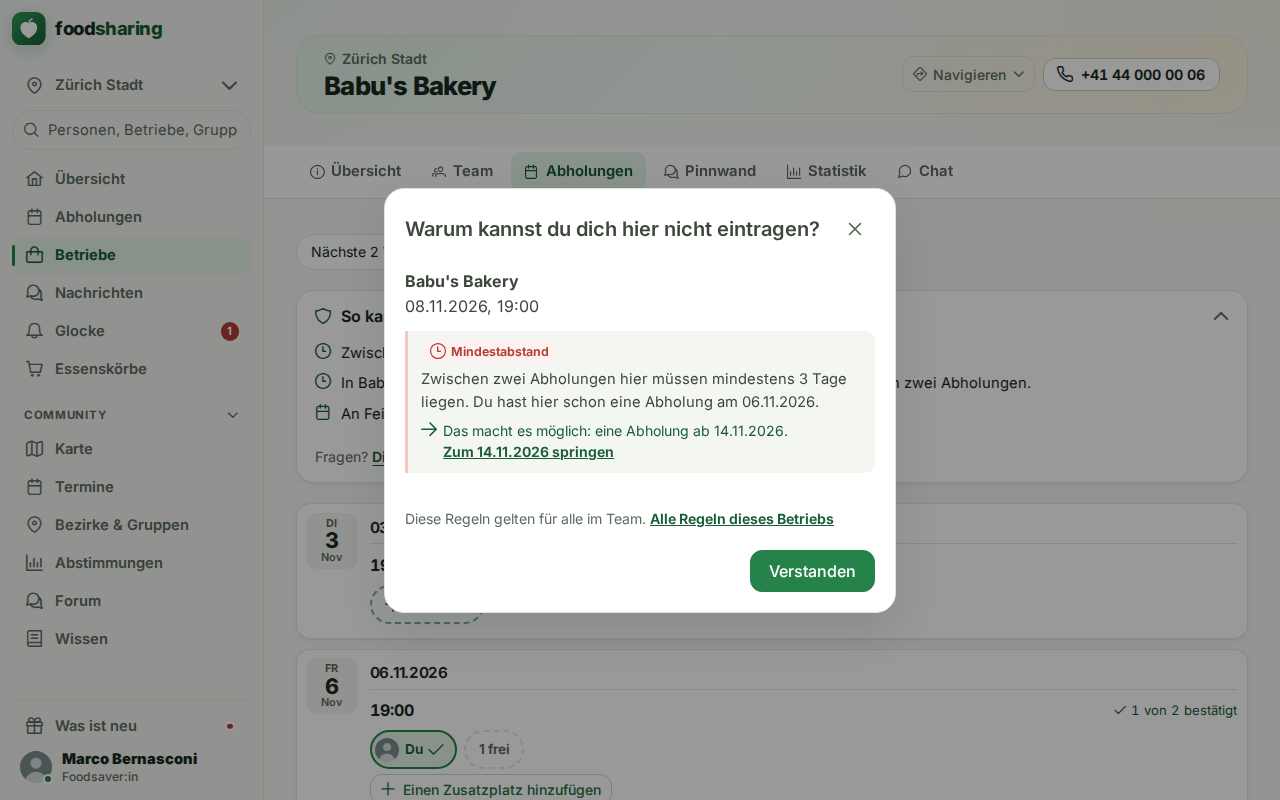 foodsharing
Zürich Stadt
Personen, Betriebe, Grupp
Übersicht
Abholungen
Betriebe
Nachrichten
Glocke
1
Essenskörbe
COMMUNITY
Karte
Termine
Bezirke & Gruppen
Abstimmungen
Forum
Wissen
Was ist neu
Marco Bernasconi
Foodsaver:in
Zürich Stadt
Babu's Bakery
Navigieren
+41 44 000 00 06
Übersicht
Team
Abholungen
Pinnwand
Statistik
Chat
Nächste 2
So ka
Zwisch
In Bab
zwei Abholungen.
An Fei
Fragen?
Warum kannst du dich hier nicht eintragen?
Babu's Bakery
08.11.2026, 19:00
Mindestabstand
Zwischen zwei Abholungen hier müssen mindestens 3 Tage
liegen. Du hast hier schon eine Abholung am 06.11.2026.
Das macht es möglich: eine Abholung ab 14.11.2026.
Zum 14.11.2026 springen
Diese Regeln gelten für alle im Team. Alle Regeln dieses Betriebs
Verstanden
DI
3
Nov
03
FR
6
Nov
06.11.2026
19:00
1 von 2 bestätigt
Du
1 frei
Einen Zusatzplatz hinzufügen